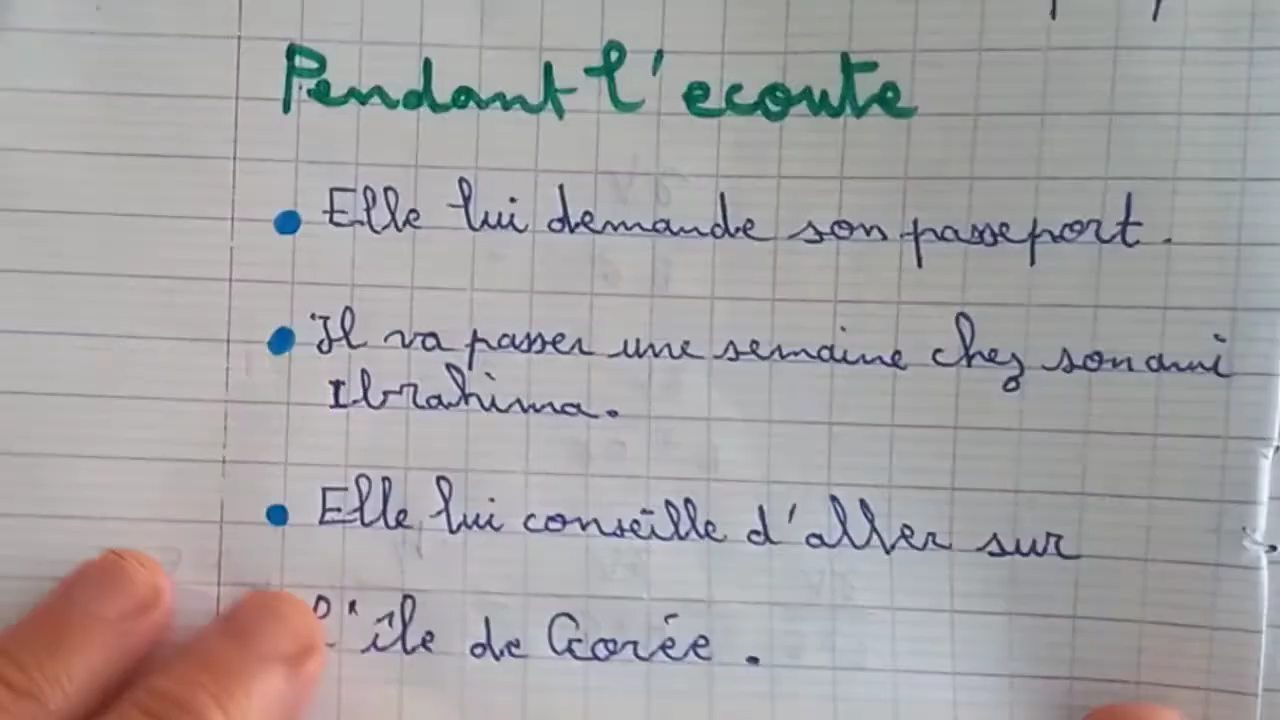 Pendant l'ecoute
• Elle lui demande son passeport.
• Il va passer une semaine chez son ami
Ibrahima.
• Elle lui conseille d'aller sur
l'île de Gorée.